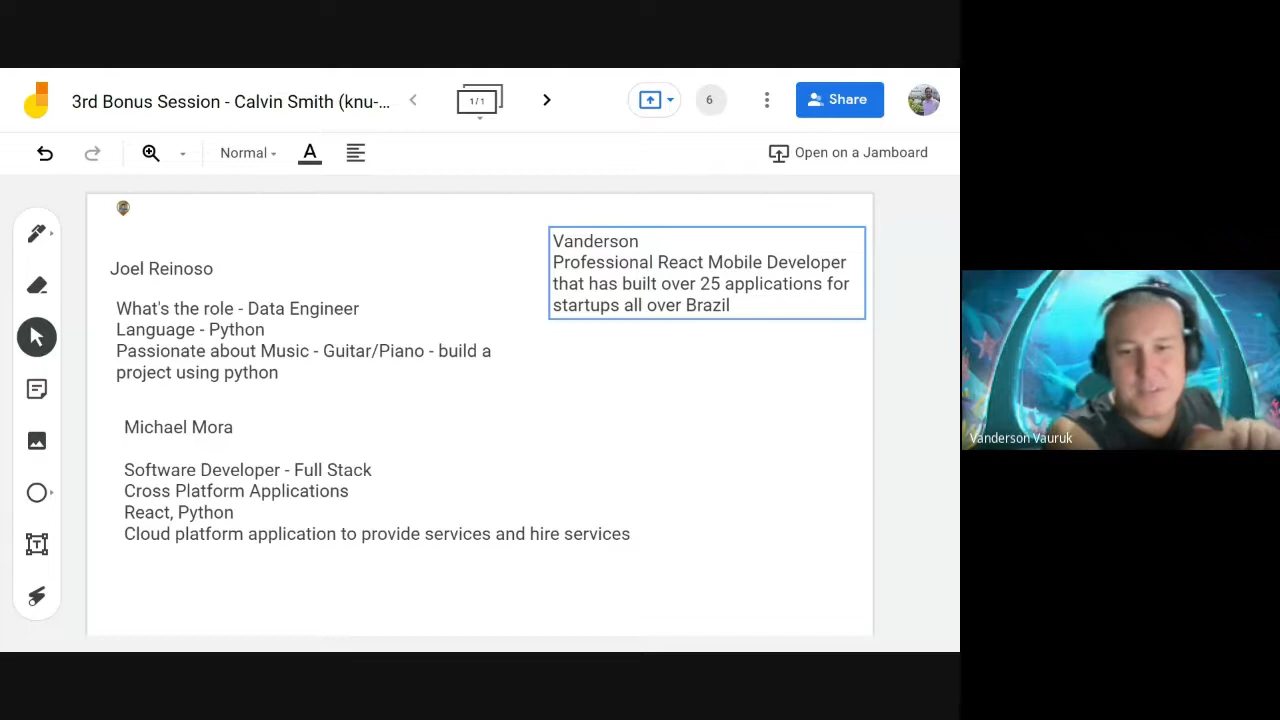 3rd Bonus Session - Calvin Smith (knu-...
1/1
6
Share
Normal
A
Open on a Jamboard
Joel Reinoso
What's the role - Data Engineer
Language - Python
Passionate about Music - Guitar/Piano - build a
project using python
Vanderson
Professional React Mobile Developer
that has built over 25 applications for
startups all over Brazil
Michael Mora
Software Developer - Full Stack
Cross Platform Applications
React, Python
Cloud platform application to provide services and hire services
T
Vanderson Vauruk